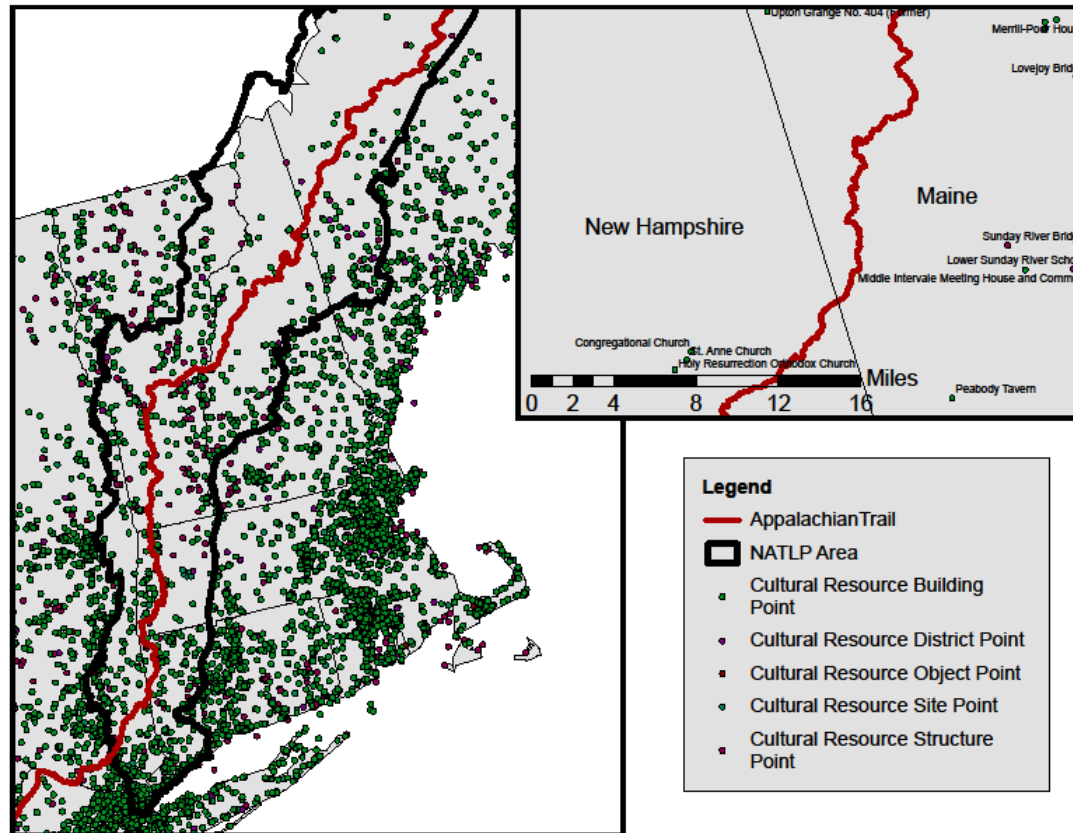 Upton Grange No. 404 (Former)
Merrill-Poor Hou
Lovejoy Bridg
Maine
New Hampshire
Sunday River Bridg
Lower Sunday River Scho
Middle Intervale Meeting House and Comm
Congregational Church
St. Anne Church
Holy Resurrection Orthodox Church
Miles
0 2 4 8 12 16
Peabody Tavern
Legend
AppalachianTrail
NATLP Area
Cultural Resource Building
Point
Cultural Resource District Point
Cultural Resource Object Point
Cultural Resource Site Point
Cultural Resource Structure
Point